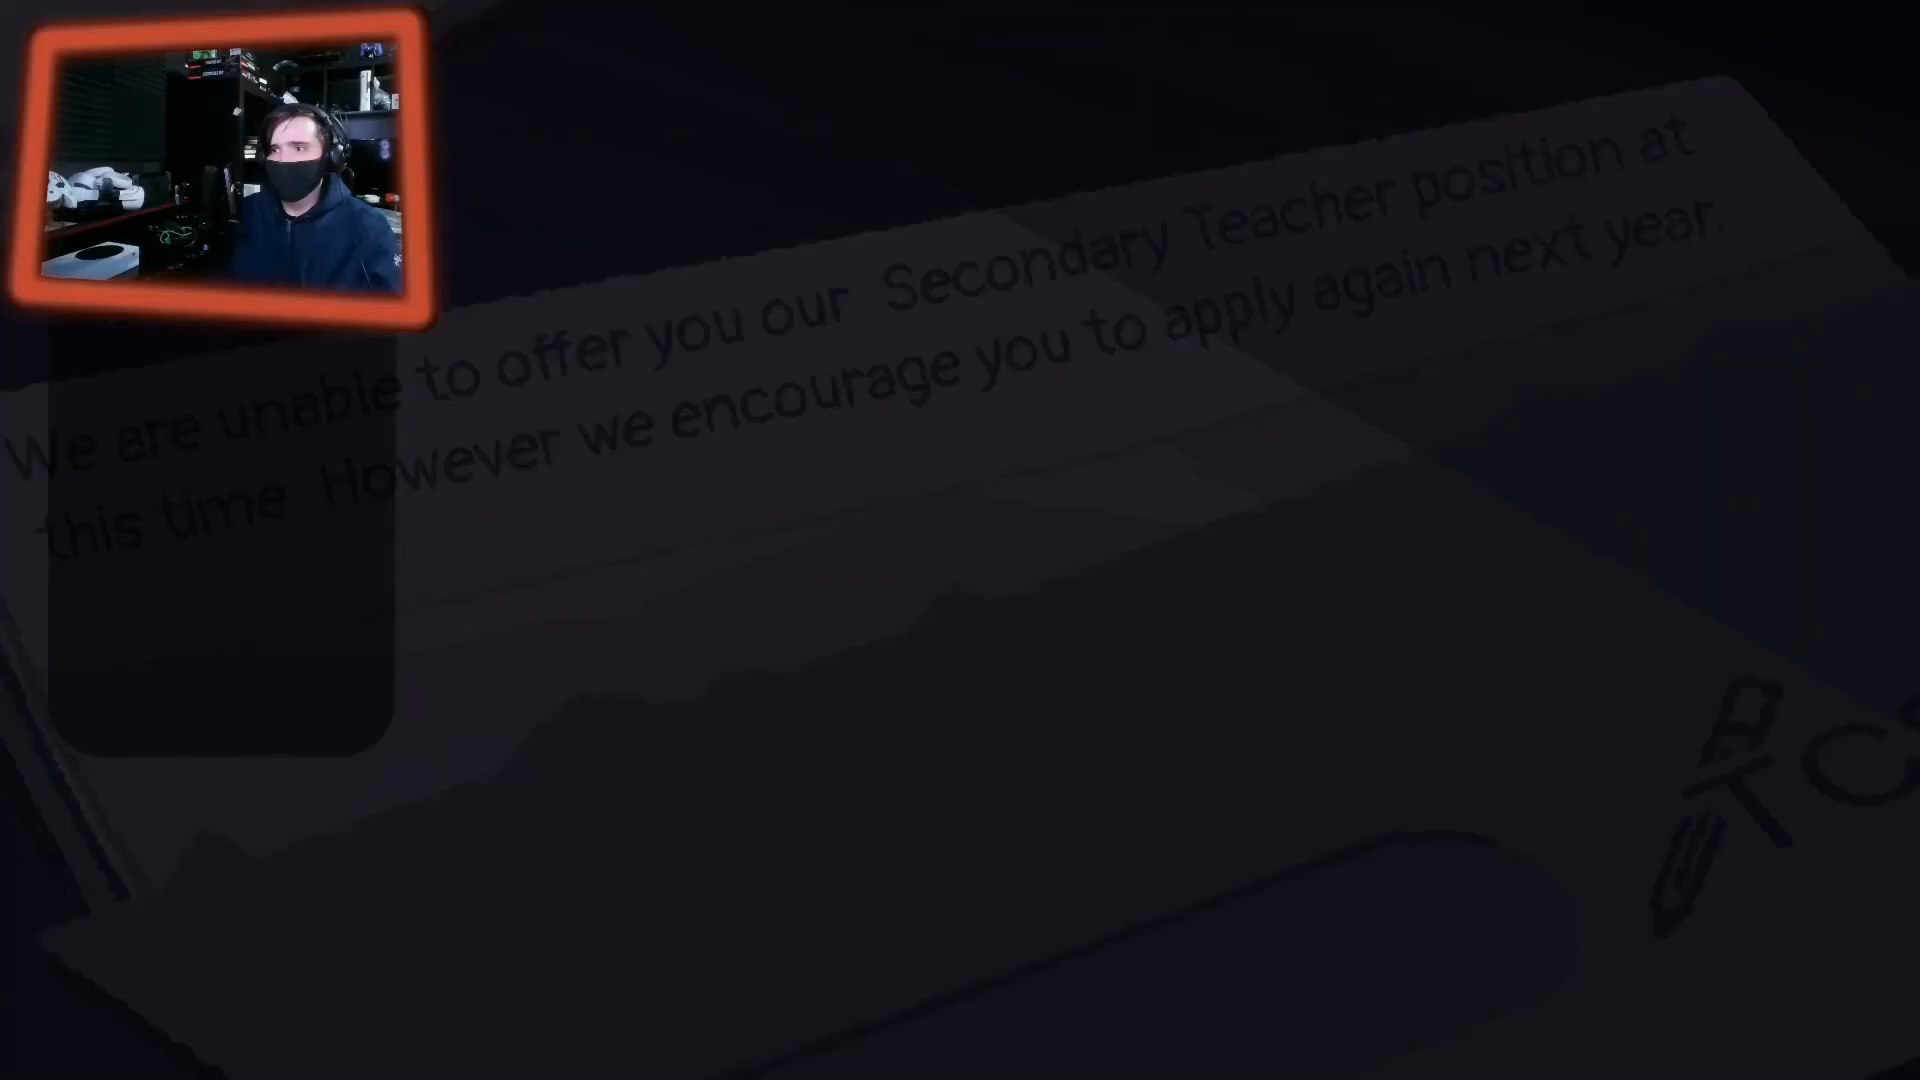 We are unable to offer you our Secondary Teacher position at
this time. However we encourage you to apply again next year.